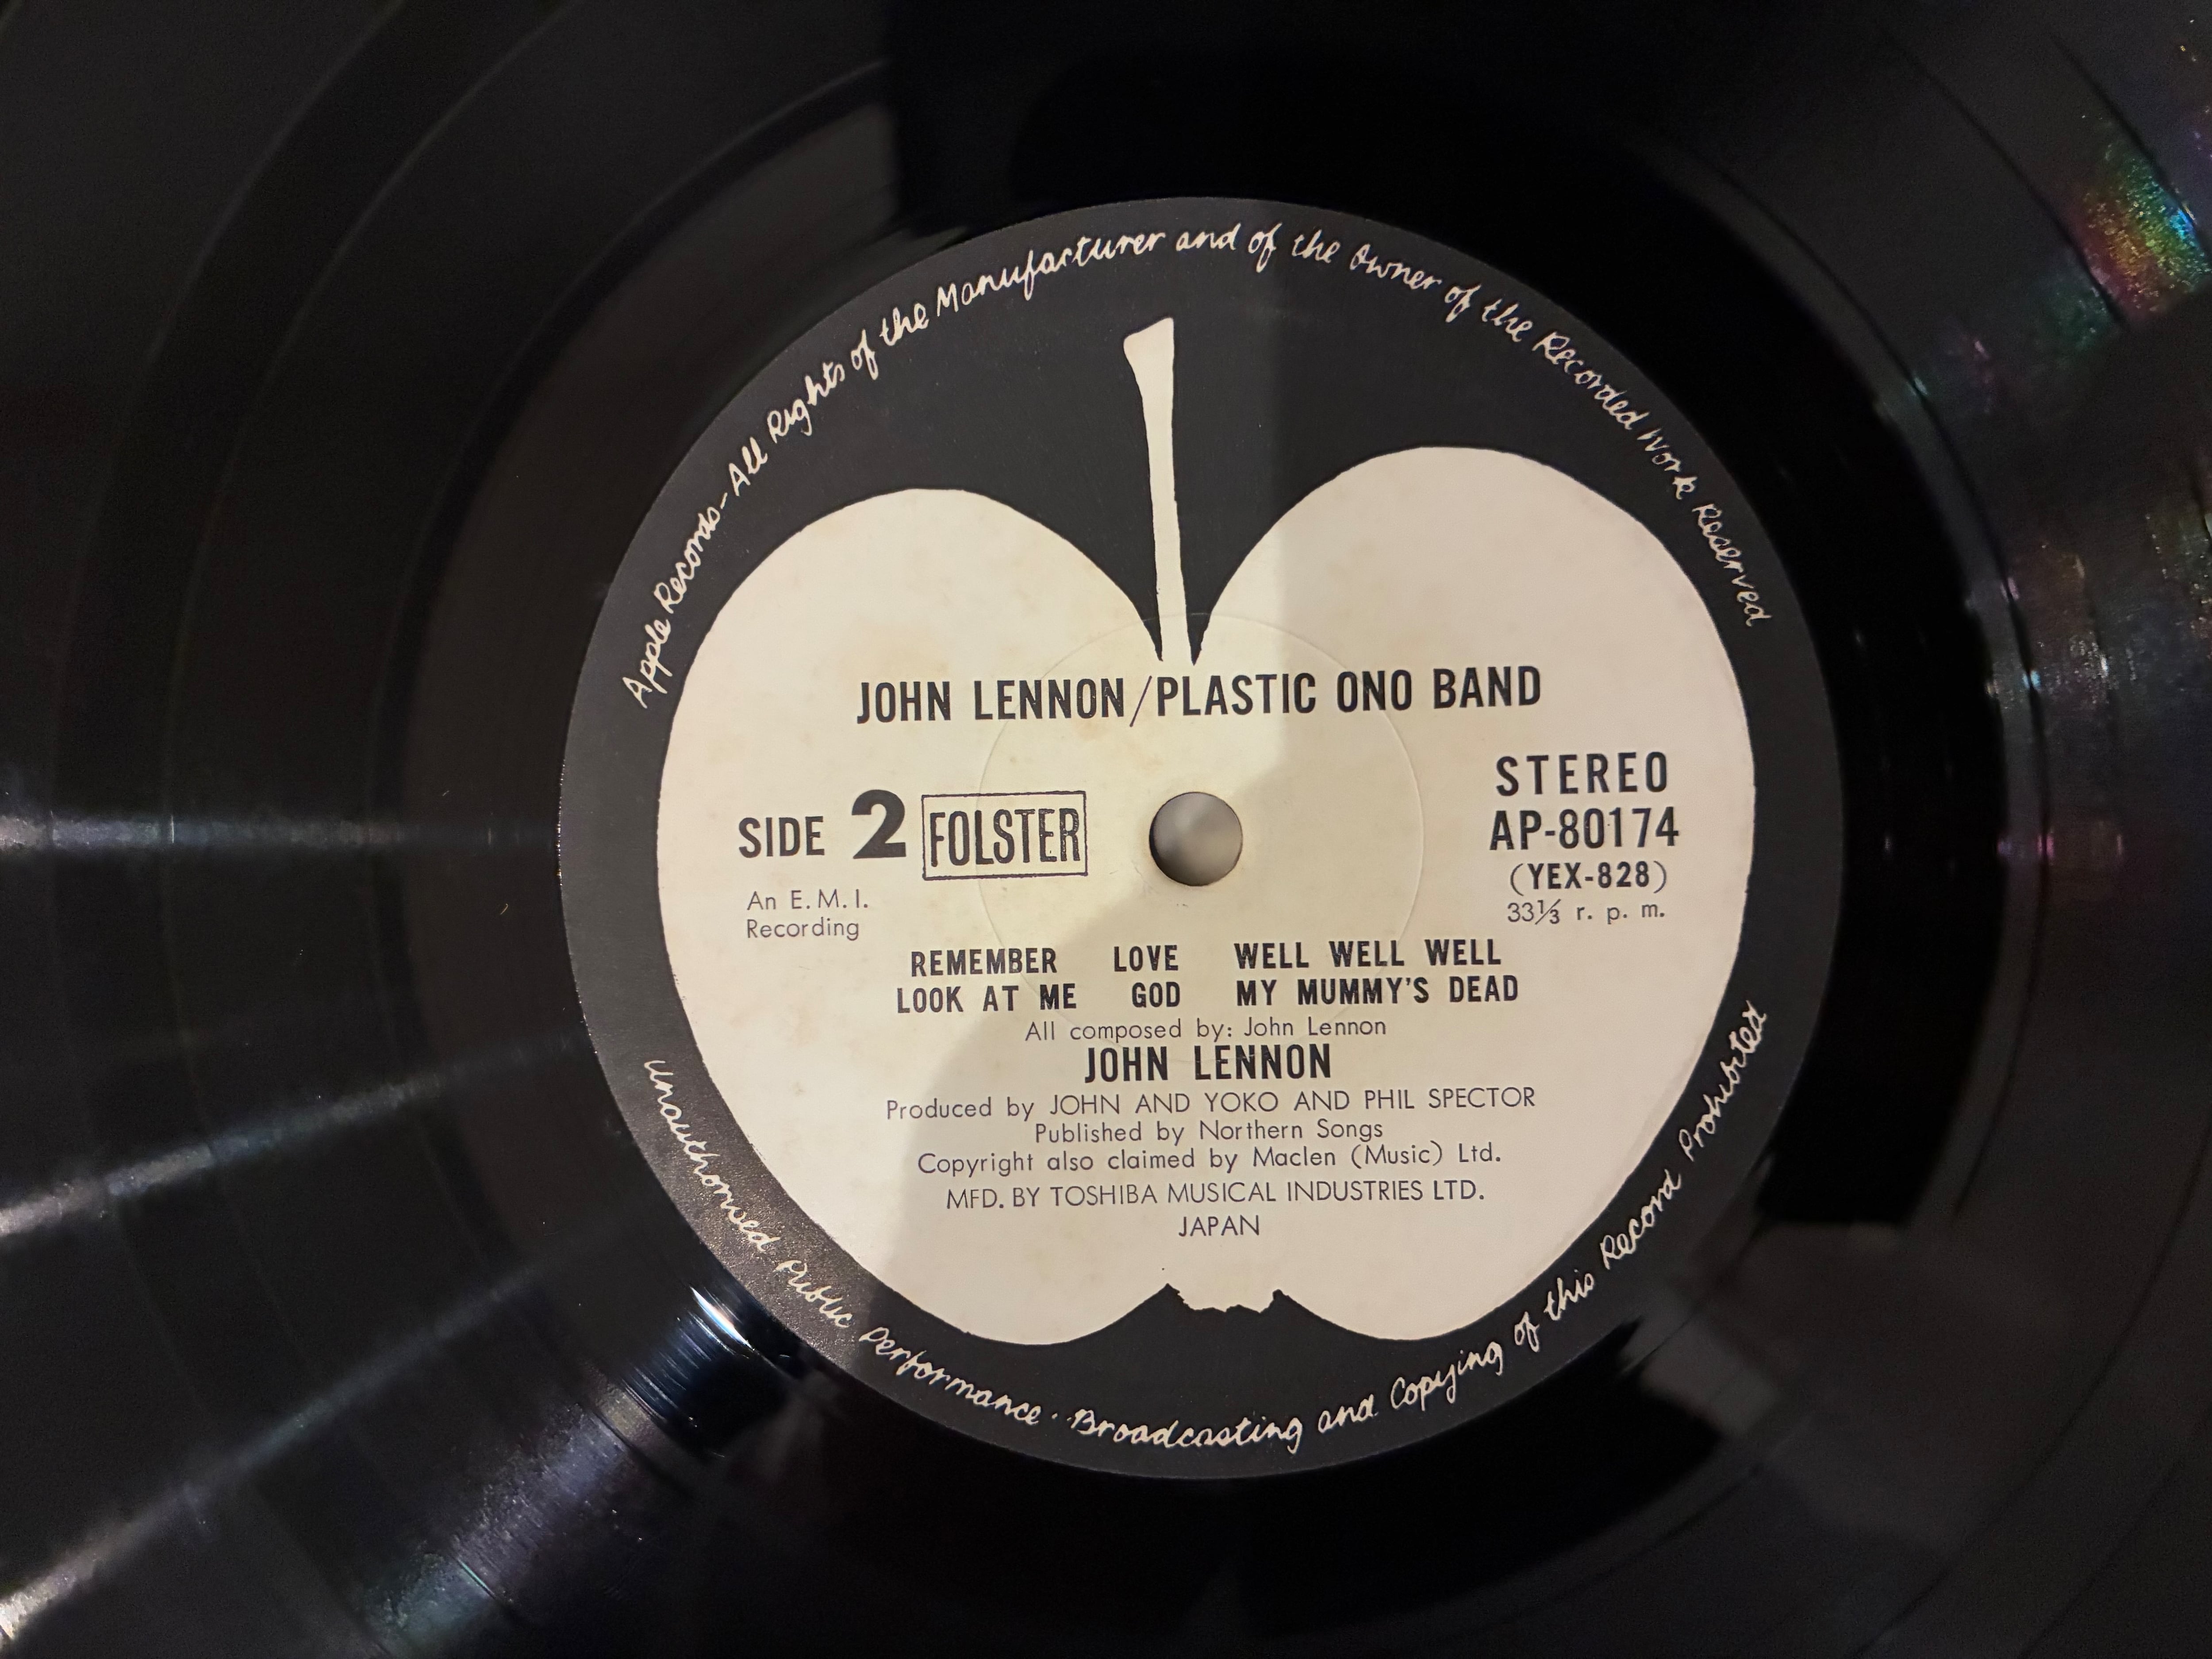 Apple Records-All Rights of the Manufacturer and of the Owner of the Recorded Work Reserved
JOHN LENNON/PLASTIC ONO BAND
STEREO
AP-80174
(YEX-828)
33⅓ r. p. m.
SIDE 2 FOLSTER
An E. M. I.
Recording
REMEMBER LOVE WELL WELL WELL
LOOK AT ME GOD MY MUMMY'S DEAD
All composed by: John Lennon
JOHN LENNON
Produced by JOHN AND YOKO AND PHIL SPECTOR
Published by Northern Songs
Copyright also claimed by Maclen (Music) Ltd.
MFD. BY TOSHIBA MUSICAL INDUSTRIES LTD.
JAPAN
Unauthorised Public Performance · Broadcasting and Copying of this Record Prohibited